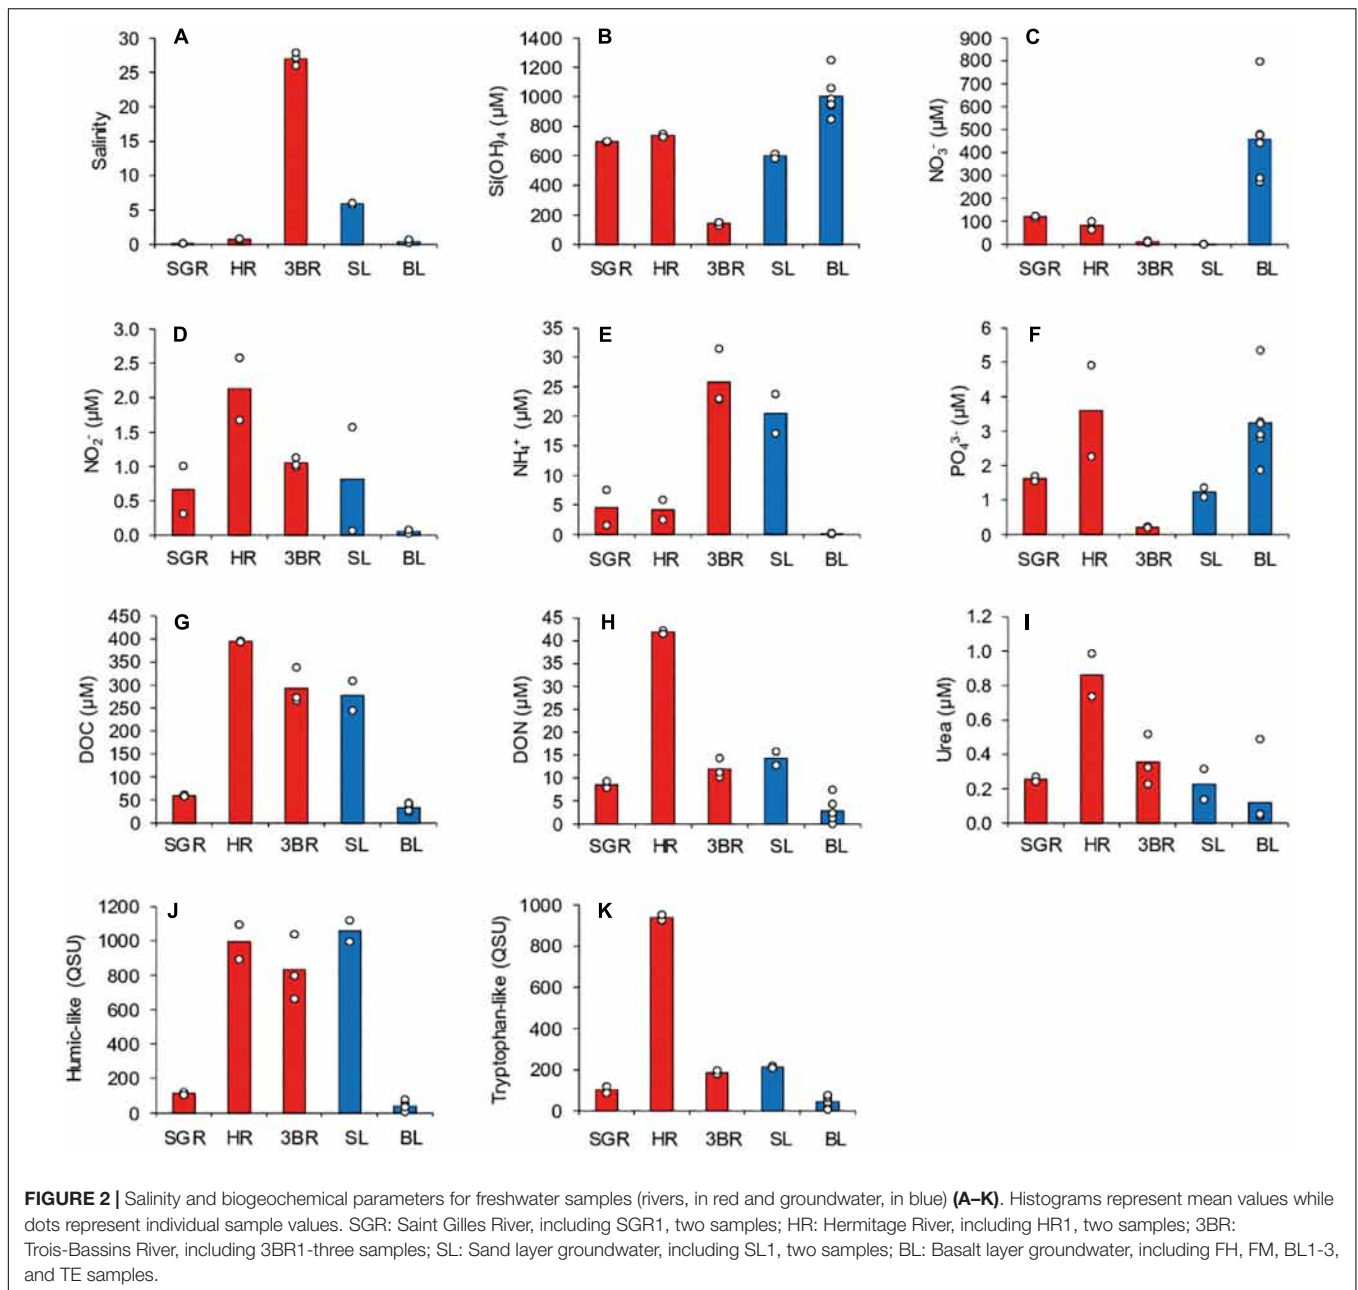 A
Salinity
30
25
20
15
10
5
0
SGR HR 3BR SL BL
B
Si(OH)4 (µM)
1400
1200
1000
800
600
400
200
0
SGR HR 3BR SL BL
C
NO3- (µM)
900
800
700
600
500
400
300
200
100
0
SGR HR 3BR SL BL
D
NO2- (µM)
3.0
2.5
2.0
1.5
1.0
0.5
0.0
SGR HR 3BR SL BL
E
NH4+ (µM)
35
30
25
20
15
10
5
0
SGR HR 3BR SL BL
F
PO43- (µM)
6
5
4
3
2
1
0
SGR HR 3BR SL BL
G
DOC (µM)
450
400
350
300
250
200
150
100
50
0
SGR HR 3BR SL BL
H
DON (µM)
45
40
35
30
25
20
15
10
5
0
SGR HR 3BR SL BL
I
Urea (µM)
1.2
1.0
0.8
0.6
0.4
0.2
0.0
SGR HR 3BR SL BL
J
Humic-like (QSU)
1200
1000
800
600
400
200
0
SGR HR 3BR SL BL
K
Tryptophan-like (QSU)
1000
800
600
400
200
0
SGR HR 3BR SL BL
FIGURE 2 | Salinity and biogeochemical parameters for freshwater samples (rivers, in red and groundwater, in blue) (A–K). Histograms represent mean values while
dots represent individual sample values. SGR: Saint Gilles River, including SGR1, two samples; HR: Hermitage River, including HR1, two samples; 3BR:
Trois-Bassins River, including 3BR1-three samples; SL: Sand layer groundwater, including SL1, two samples; BL: Basalt layer groundwater, including FH, FM, BL1-3,
and TE samples.